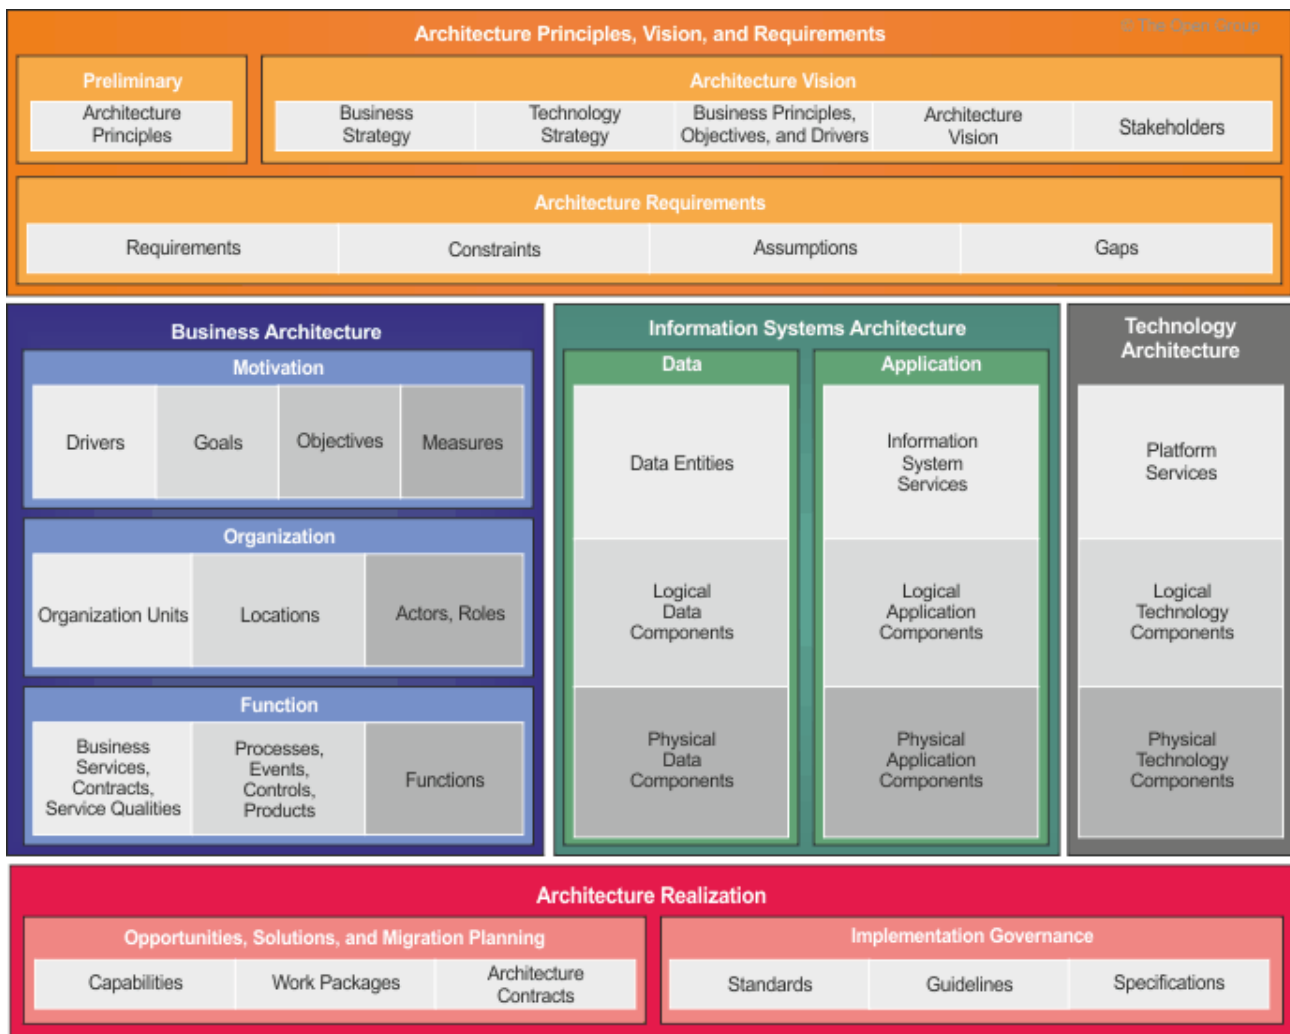 Architecture Principles, Vision, and Requirements
© The Open Group
Preliminary
Architecture
Principles
Architecture Vision
Business
Strategy
Technology
Strategy
Business Principles,
Objectives, and Drivers
Architecture
Vision
Stakeholders
Architecture Requirements
Requirements
Constraints
Assumptions
Gaps
Business Architecture
Motivation
Drivers
Goals
Objectives
Measures
Organization
Organization Units
Locations
Actors, Roles
Function
Business
Services,
Contracts,
Service Qualities
Processes,
Events,
Controls,
Products
Functions
Information Systems Architecture
Data
Data Entities
Logical
Data
Components
Physical
Data
Components
Application
Information
System
Services
Logical
Application
Components
Physical
Application
Components
Technology
Architecture
Platform
Services
Logical
Technology
Components
Physical
Technology
Components
Architecture Realization
Opportunities, Solutions, and Migration Planning
Capabilities
Work Packages
Architecture
Contracts
Implementation Governance
Standards
Guidelines
Specifications